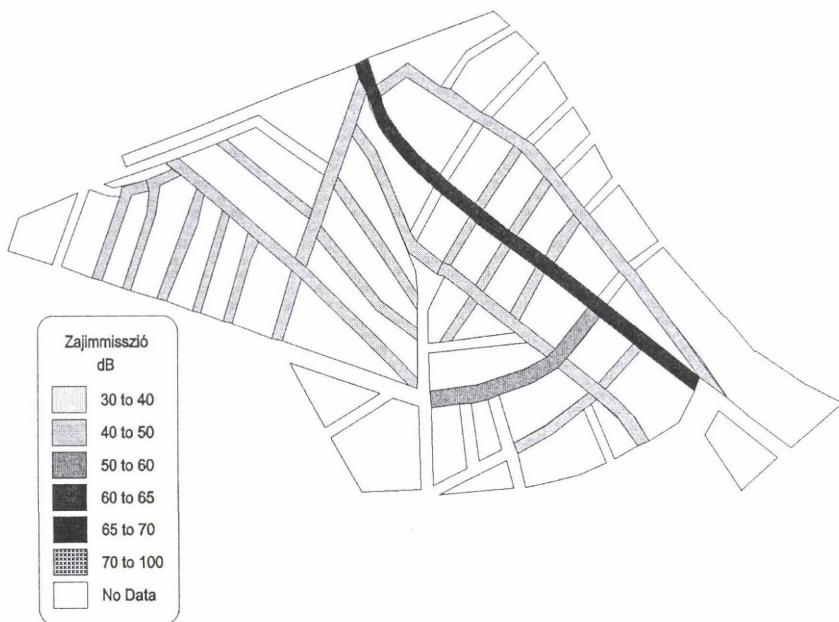 Zajimmisszió
dB
30 to 40
40 to 50
50 to 60
60 to 65
65 to 70
70 to 100
No Data